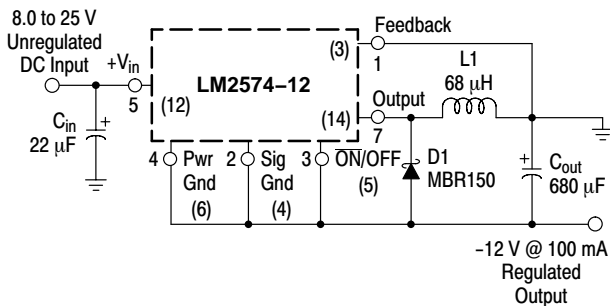 8.0 to 25 V
Unregulated
DC Input
+Vin
5
(12)
Cin
22 μF
+
LM2574–12
(3)
Feedback
1
(14)
Output
7
L1
68 μH
4
Pwr
Gnd
(6)
2
Sig
Gnd
(4)
3
ON/OFF
(5)
D1
MBR150
+
Cout
680 μF
–12 V @ 100 mA
Regulated
Output